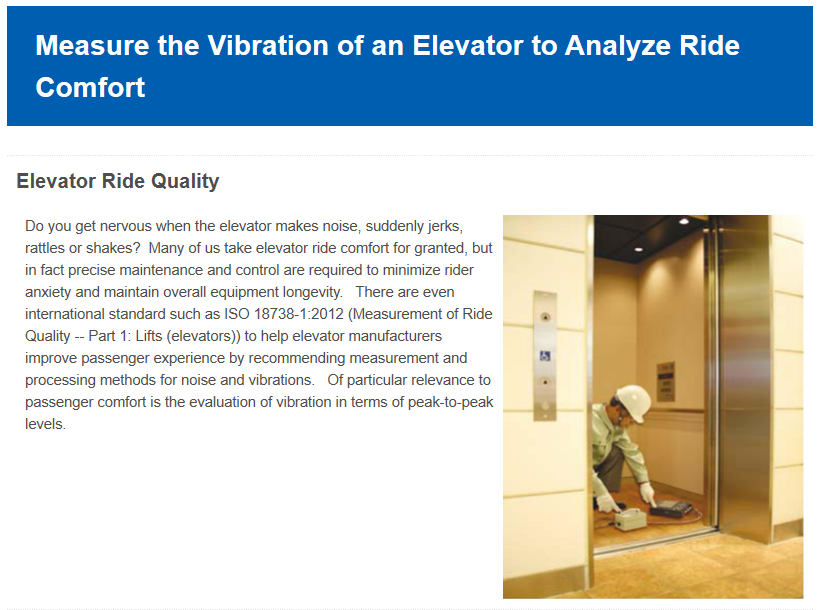 Measure the Vibration of an Elevator to Analyze Ride
Comfort
Elevator Ride Quality
Do you get nervous when the elevator makes noise, suddenly jerks,
rattles or shakes?  Many of us take elevator ride comfort for granted, but
in fact precise maintenance and control are required to minimize rider
anxiety and maintain overall equipment longevity.   There are even
international standard such as ISO 18738-1:2012 (Measurement of Ride
Quality -- Part 1: Lifts (elevators)) to help elevator manufacturers
improve passenger experience by recommending measurement and
processing methods for noise and vibrations.   Of particular relevance to
passenger comfort is the evaluation of vibration in terms of peak-to-peak
levels.